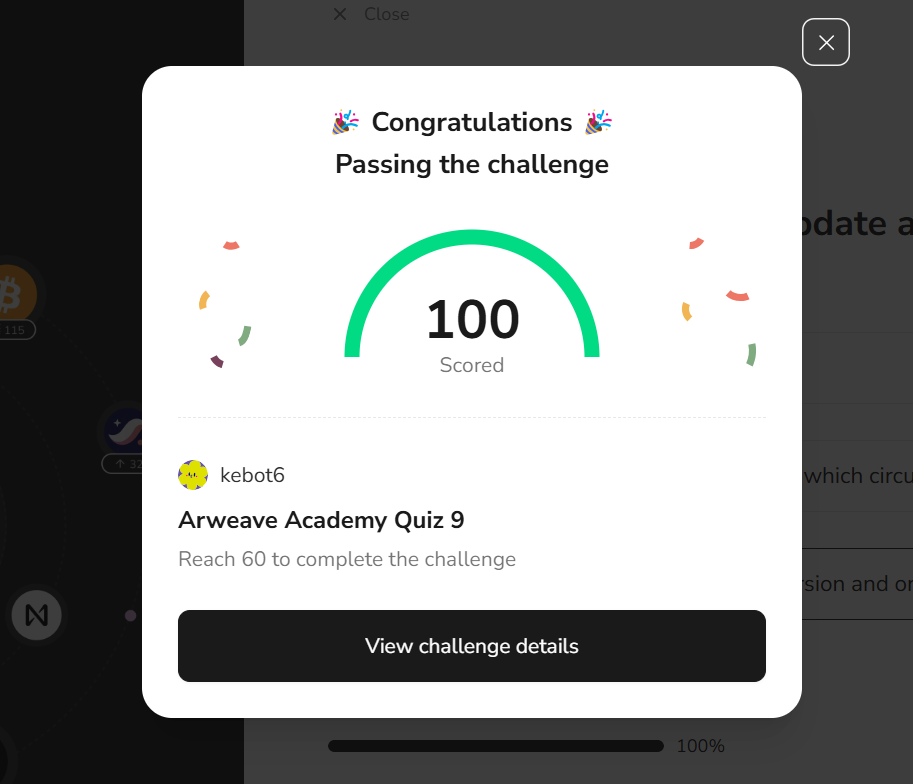 Close
Congratulations
Passing the challenge
pdate a
115
100
Scored
32
which circu
kebot6
Arweave Academy Quiz 9
Reach 60 to complete the challenge
rsion and or
View challenge details
100%